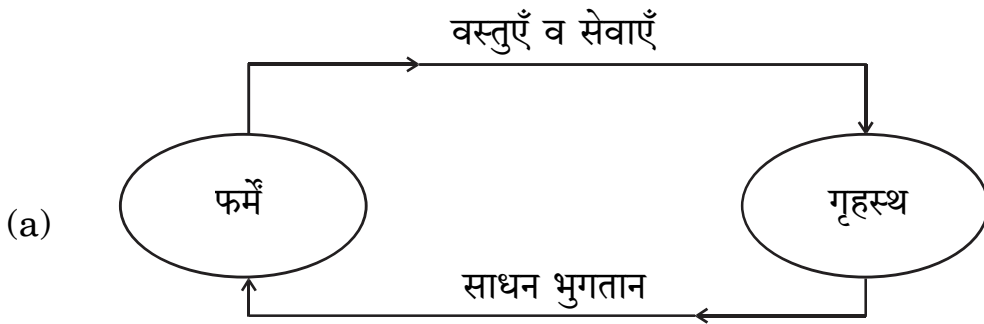 वस्तुएँ व सेवाएँ
(a) फर्में गृहस्थ
साधन भुगतान